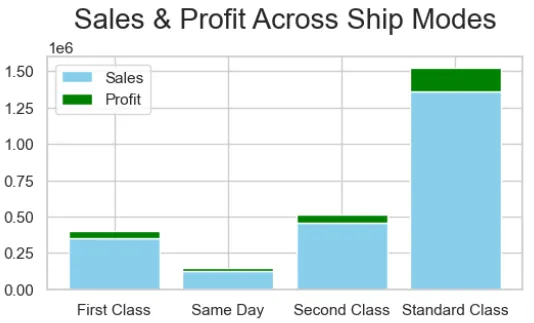 Sales & Profit Across Ship Modes
1e6
1.50
1.25
1.00
0.75
0.50
0.25
0.00
Sales
Profit
First Class Same Day Second Class Standard Class